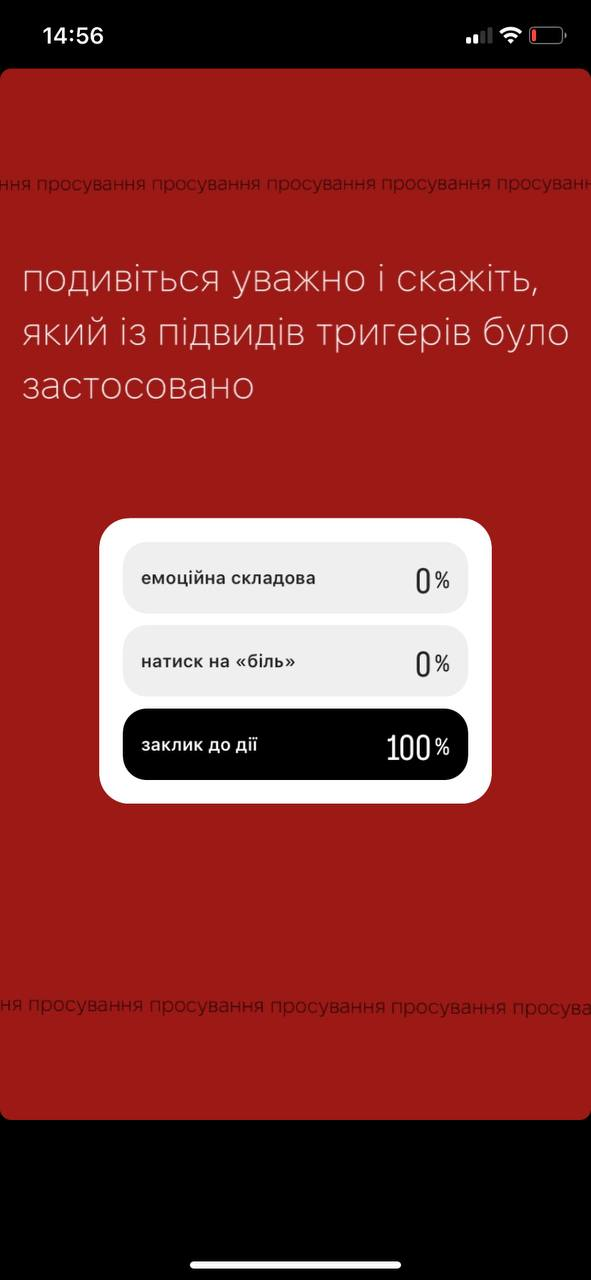 14:56
ння просування просування просування просування просуванн
подивіться уважно і скажіть,
який із підвидів тригерів було
застосовано
емоційна складова 0%
натиск на «біль» 0%
заклик до дії 100%
ня просування просування просування просування просува